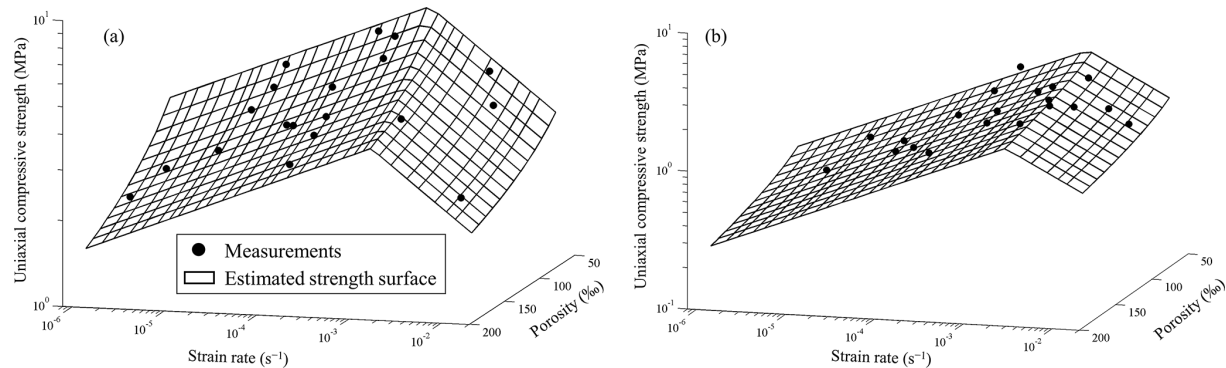 (a)
Uniaxial compressive strength (MPa)
10¹
10⁰
10⁻⁶
10⁻⁵
10⁻⁴
10⁻³
10⁻²
Strain rate (s⁻¹)
200
150
100
50
Porosity (‰)
Measurements
Estimated strength surface
(b)
Uniaxial compressive strength (MPa)
10¹
10⁰
10⁻¹
10⁻⁶
10⁻⁵
10⁻⁴
10⁻³
10⁻²
Strain rate (s⁻¹)
200
150
100
50
Porosity (‰)